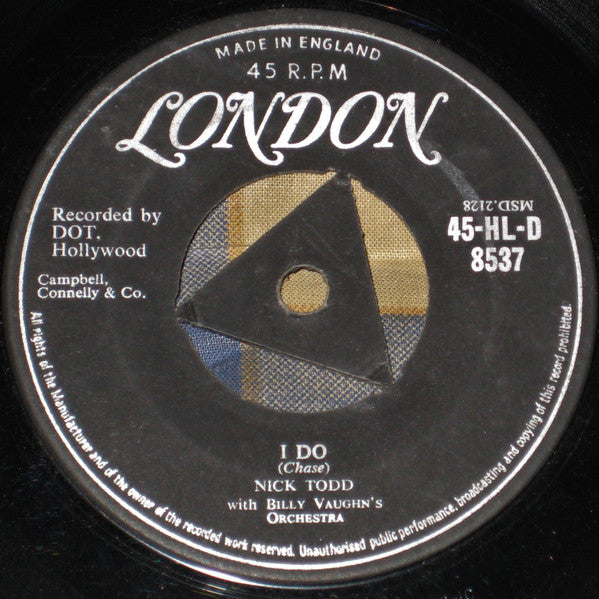 MADE IN ENGLAND
45 R.P.M
LONDON
Recorded by
DOT,
Hollywood
Campbell,
Connelly & Co.
MSD.2128
45-HL-D
8537
I DO
(Chase)
NICK TODD
with BILLY VAUGHN'S
ORCHESTRA
All rights of the Manufacturer and of the owner of the recorded work reserved. Unauthorised public performance, broadcasting and copying of this record prohibited.